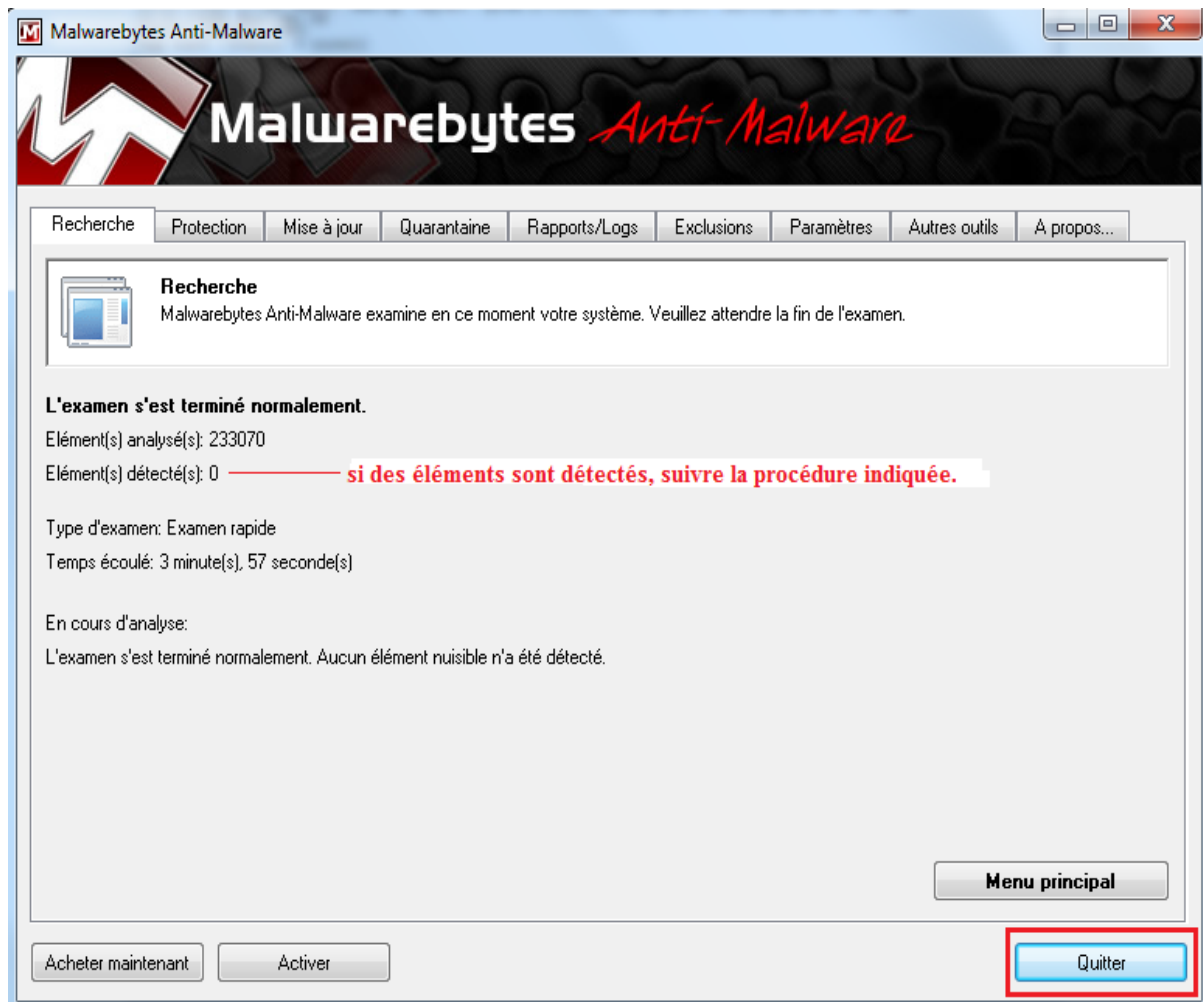 Malwarebytes Anti-Malware
Malwarebytes Anti-Malware
Recherche Protection Mise à jour Quarantaine Rapports/Logs Exclusions Paramètres Autres outils A propos...
Recherche
Malwarebytes Anti-Malware examine en ce moment votre système. Veuillez attendre la fin de l'examen.
L'examen s'est terminé normalement.
Elément(s) analysé(s): 233070
Elément(s) détecté(s): 0 si des éléments sont détectés, suivre la procédure indiquée.
Type d'examen: Examen rapide
Temps écoulé: 3 minute(s), 57 seconde(s)
En cours d'analyse:
L'examen s'est terminé normalement. Aucun élément nuisible n'a été détecté.
Menu principal
Acheter maintenant Activer Quitter